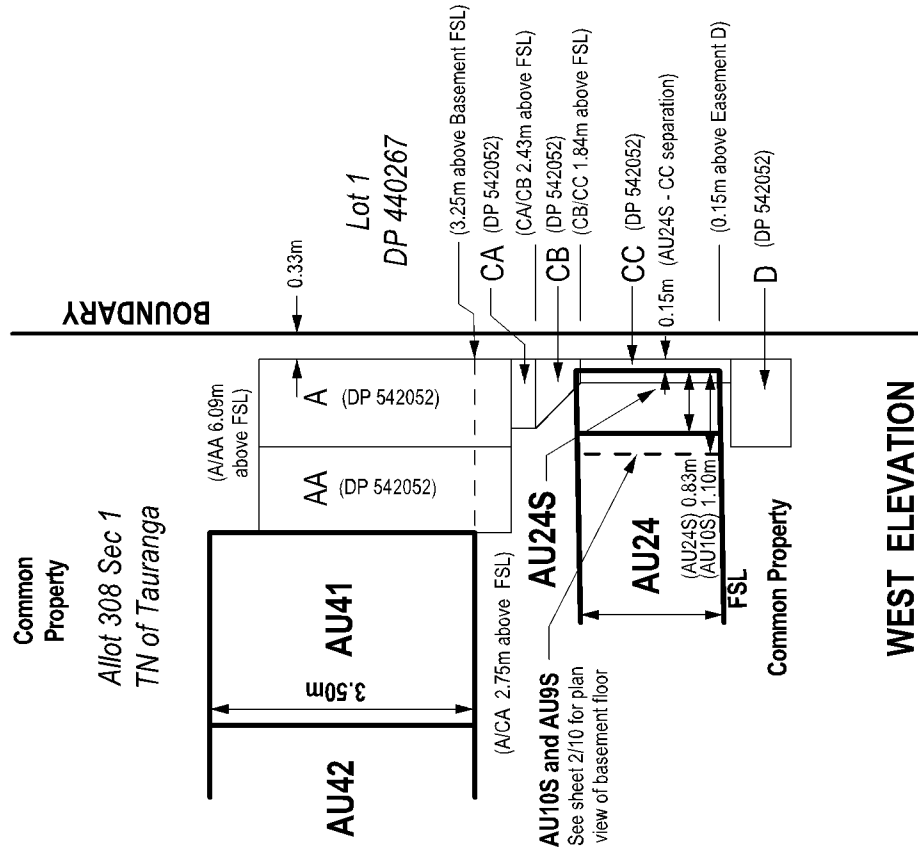 Common
Property
Allot 308 Sec 1
TN of Tauranga
BOUNDARY
Lot 1
DP 440267
0.33m
(A/AA 6.09m
above FSL)
A (DP 542052)
AA (DP 542052)
AU41
AU42
3.50m
(3.25m above Basement FSL)
CA (DP 542052)
(CA/CB 2.43m above FSL)
CB (DP 542052)
(CB/CC 1.84m above FSL)
CC (DP 542052)
0.15m (AU24S - CC separation)
(0.15m above Easement D)
D (DP 542052)
(A/CA 2.75m above FSL)
AU24S
AU10S and AU9S
See sheet 2/10 for plan
view of basement floor
AU24
(AU24S) 0.83m
(AU10S) 1.10m
FSL
Common Property
WEST ELEVATION